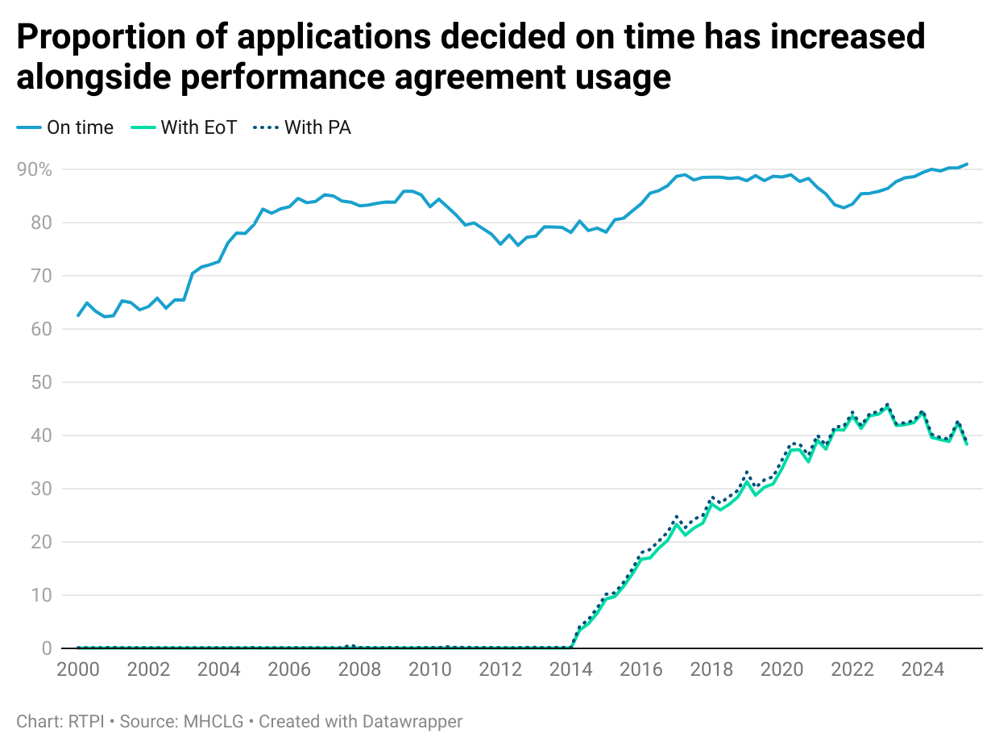 Proportion of applications decided on time has increased
alongside performance agreement usage
On time With EoT With PA
90%
80
70
60
50
40
30
20
10
0
2000 2002 2004 2006 2008 2010 2012 2014 2016 2018 2020 2022 2024
Chart: RTPI • Source: MHCLG • Created with Datawrapper